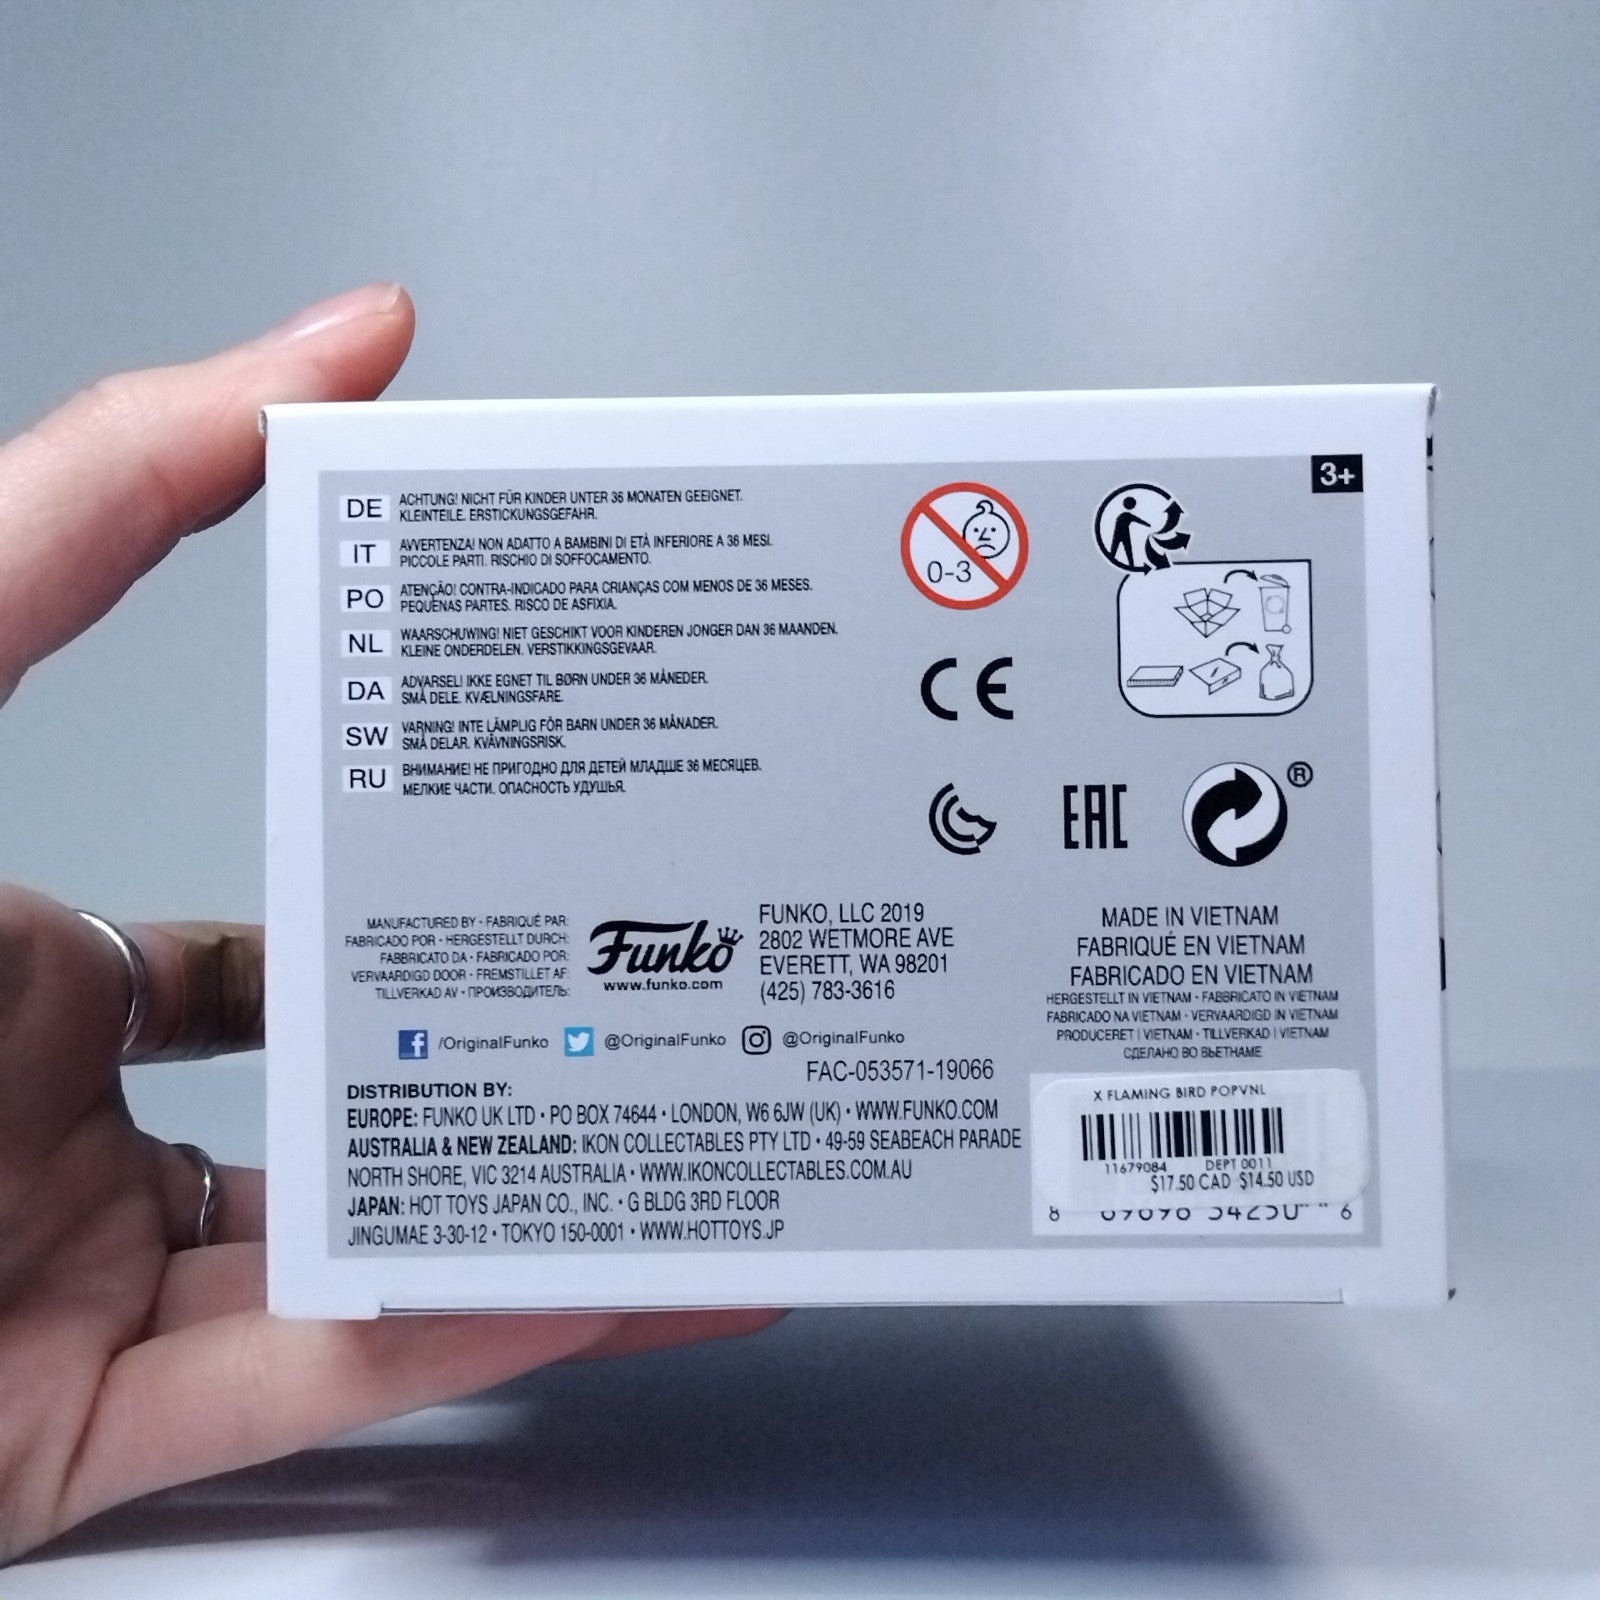 3+
DE
ACHTUNG! NICHT FÜR KINDER UNTER 36 MONATEN GEEIGNET.
KLEINTEILE. ERSTICKUNGSGEFAHR.
IT
AVVERTENZA! NON ADATTO A BAMBINI DI ETÀ INFERIORE A 36 MESI.
PICCOLE PARTI. RISCHIO DI SOFFOCAMENTO.
PO
ATENÇÃO! CONTRA-INDICADO PARA CRIANÇAS COM MENOS DE 36 MESES.
PEQUENAS PARTES. RISCO DE ASFIXIA.
NL
WAARSCHUWING! NIET GESCHIKT VOOR KINDEREN JONGER DAN 36 MAANDEN.
KLEINE ONDERDELEN. VERSTIKKINGSGEVAAR.
DA
ADVARSEL! IKKE EGNET TIL BØRN UNDER 36 MÅNEDER.
SMÅ DELE. KVÆLNINGSFARE.
SW
VARNING! INTE LÄMPLIG FÖR BARN UNDER 36 MÅNADER.
SMÅ DELAR. KVÄVNINGSRISK.
RU
ВНИМАНИЕ! НЕ ПРИГОДНО ДЛЯ ДЕТЕЙ МЛАДШЕ 36 МЕСЯЦЕВ.
МЕЛКИЕ ЧАСТИ. ОПАСНОСТЬ УДУШЬЯ.
0-3
CE
EAC
®
MANUFACTURED BY • FABRIQUÉ PAR:
FABRICADO POR • HERGESTELLT DURCH:
FABBRICATO DA • FABRICADO POR:
VERVAARDIGD DOOR • FREMSTILLET AF:
TILLVERKAD AV • ПРОИЗВОДИТЕЛЬ:
Funko
www.funko.com
FUNKO, LLC 2019
2802 WETMORE AVE
EVERETT, WA 98201
(425) 783-3616
MADE IN VIETNAM
FABRIQUÉ EN VIETNAM
FABRICADO EN VIETNAM
HERGESTELLT IN VIETNAM • FABBRICATO IN VIETNAM
FABRICADO NA VIETNAM • VERVAARDIGD IN VIETNAM
PRODUCERET I VIETNAM • TILLVERKAD I VIETNAM
СДЕЛАНО ВО ВЬЕТНАМЕ
/OriginalFunko @OriginalFunko @OriginalFunko
FAC-053571-19066
DISTRIBUTION BY:
EUROPE: FUNKO UK LTD • PO BOX 74644 • LONDON, W6 6JW (UK) • WWW.FUNKO.COM
AUSTRALIA & NEW ZEALAND: IKON COLLECTABLES PTY LTD • 49-59 SEABEACH PARADE
NORTH SHORE, VIC 3214 AUSTRALIA • WWW.IKONCOLLECTABLES.COM.AU
JAPAN: HOT TOYS JAPAN CO., INC. • G BLDG 3RD FLOOR
JINGUMAE 3-30-12 • TOKYO 150-0001 • WWW.HOTTOYS.JP
X FLAMING BIRD POPVNL
11679084 DEPT 0011
$17.50 CAD $14.50 USD
8 6